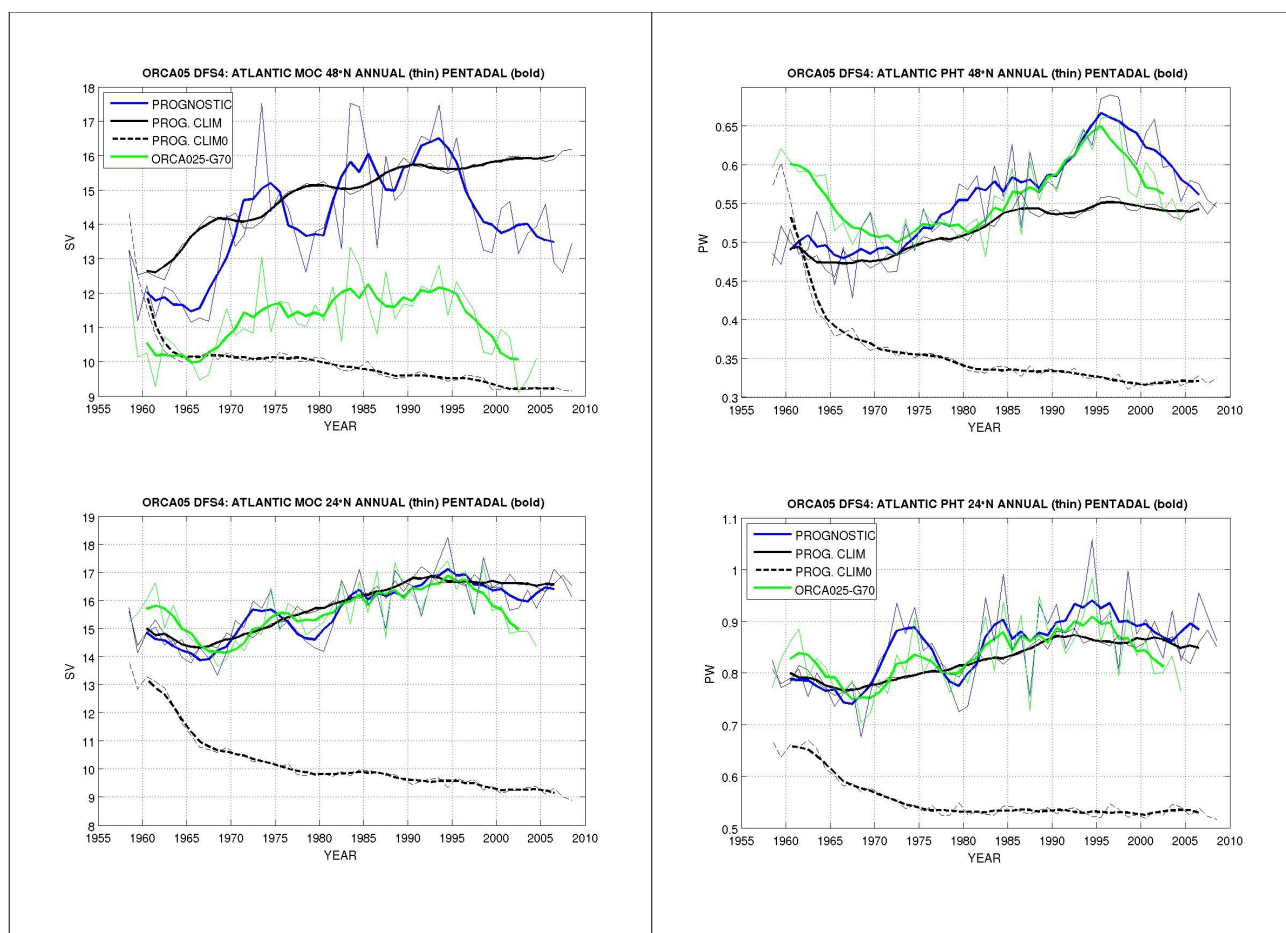 ORCA05 DFS4: ATLANTIC MOC 48°N ANNUAL (thin) PENTADAL (bold)
18
17
16
15
14
13
12
11
10
9
SV
PROGNOSTIC
PROG. CLIM
PROG. CLIM0
ORCA025-G70
1955 1960 1965 1970 1975 1980 1985 1990 1995 2000 2005 2010
YEAR
ORCA05 DFS4: ATLANTIC PHT 48°N ANNUAL (thin) PENTADAL (bold)
0.65
0.6
0.55
0.5
0.45
0.4
0.35
0.3
PW
1955 1960 1965 1970 1975 1980 1985 1990 1995 2000 2005 2010
YEAR
ORCA05 DFS4: ATLANTIC MOC 24°N ANNUAL (thin) PENTADAL (bold)
19
18
17
16
15
14
13
12
11
10
9
8
SV
1955 1960 1965 1970 1975 1980 1985 1990 1995 2000 2005 2010
YEAR
ORCA05 DFS4: ATLANTIC PHT 24°N ANNUAL (thin) PENTADAL (bold)
1.1
1
0.9
0.8
0.7
0.6
0.5
PW
PROGNOSTIC
PROG. CLIM
PROG. CLIM0
ORCA025-G70
1955 1960 1965 1970 1975 1980 1985 1990 1995 2000 2005 2010
YEAR